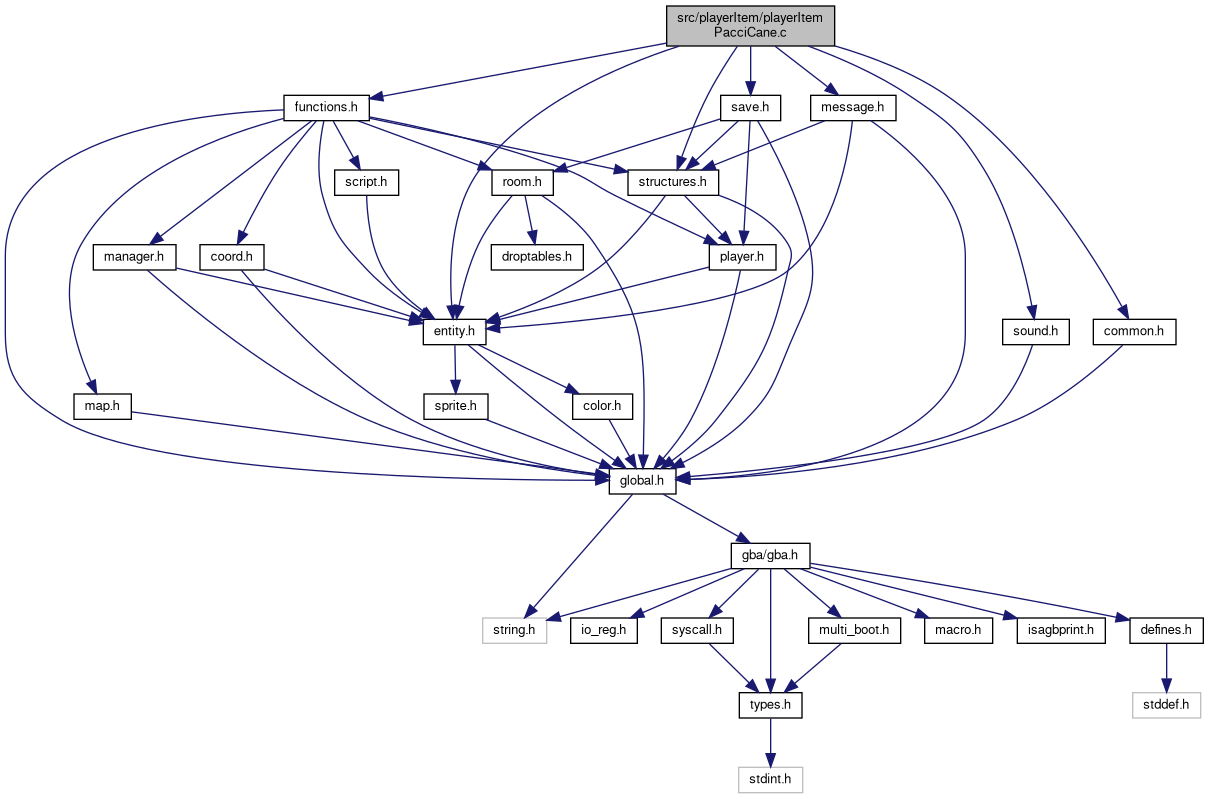 src/playerItem/playerItem
PacciCane.c
functions.h
save.h
message.h
script.h
room.h
structures.h
manager.h
coord.h
droptables.h
player.h
entity.h
sound.h
common.h
map.h
sprite.h
color.h
global.h
gba/gba.h
string.h
io_reg.h
syscall.h
multi_boot.h
macro.h
isagbprint.h
defines.h
types.h
stddef.h
stdint.h